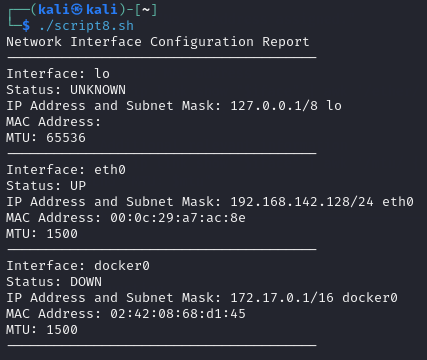 ┌──(kali㉿kali)-[~]
└─$ ./script8.sh
Network Interface Configuration Report
---------------------------------------
Interface: lo
Status: UNKNOWN
IP Address and Subnet Mask: 127.0.0.1/8 lo
MAC Address:
MTU: 65536
---------------------------------------
Interface: eth0
Status: UP
IP Address and Subnet Mask: 192.168.142.128/24 eth0
MAC Address: 00:0c:29:a7:ac:8e
MTU: 1500
---------------------------------------
Interface: docker0
Status: DOWN
IP Address and Subnet Mask: 172.17.0.1/16 docker0
MAC Address: 02:42:08:68:d1:45
MTU: 1500
---------------------------------------